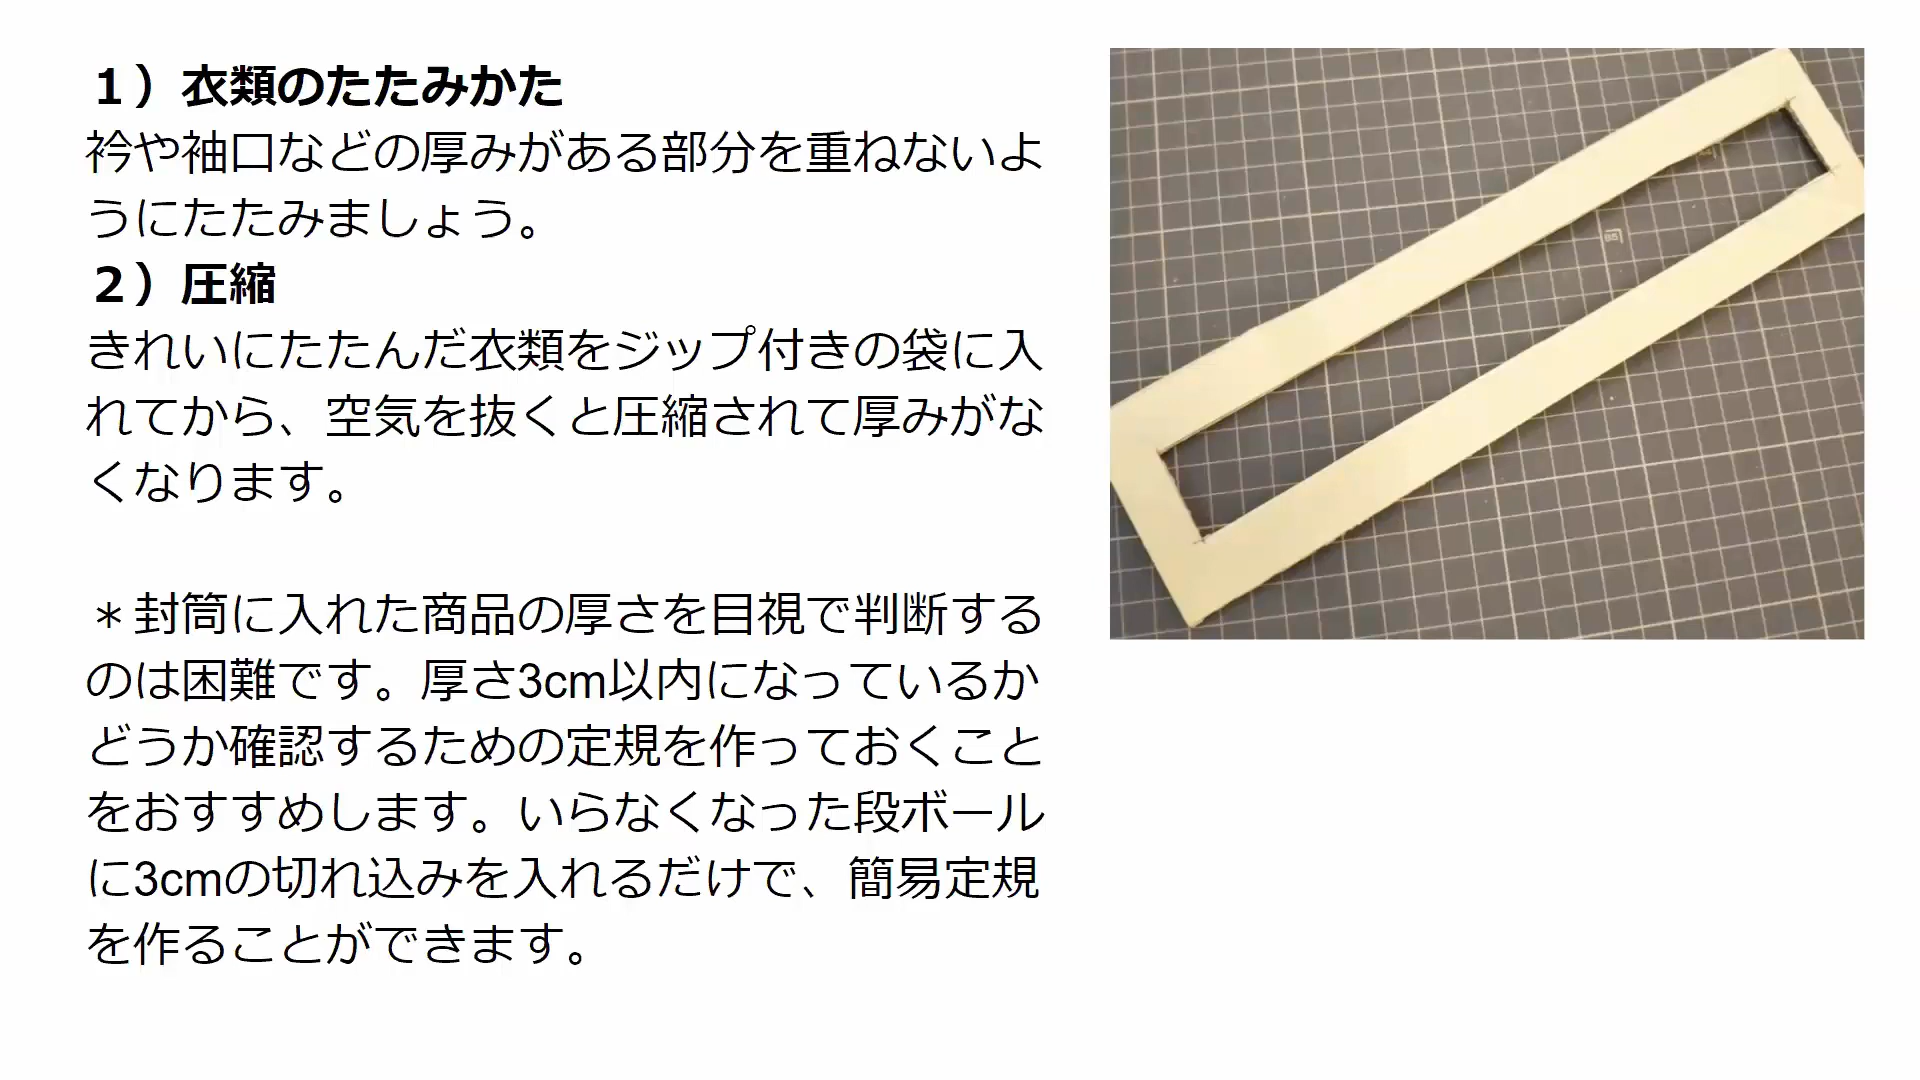 １）衣類のたたみかた
衿や袖口などの厚みがある部分を重ねないよ
うにたたみましょう。
２）圧縮
きれいにたたんだ衣類をジップ付きの袋に入
れてから、空気を抜くと圧縮されて厚みがな
くなります。
＊封筒に入れた商品の厚さを目視で判断する
のは困難です。厚さ3cm以内になっているか
どうか確認するための定規を作っておくこと
をおすすめします。いらなくなった段ボール
に3cmの切れ込みを入れるだけで、簡易定規
を作ることができます。